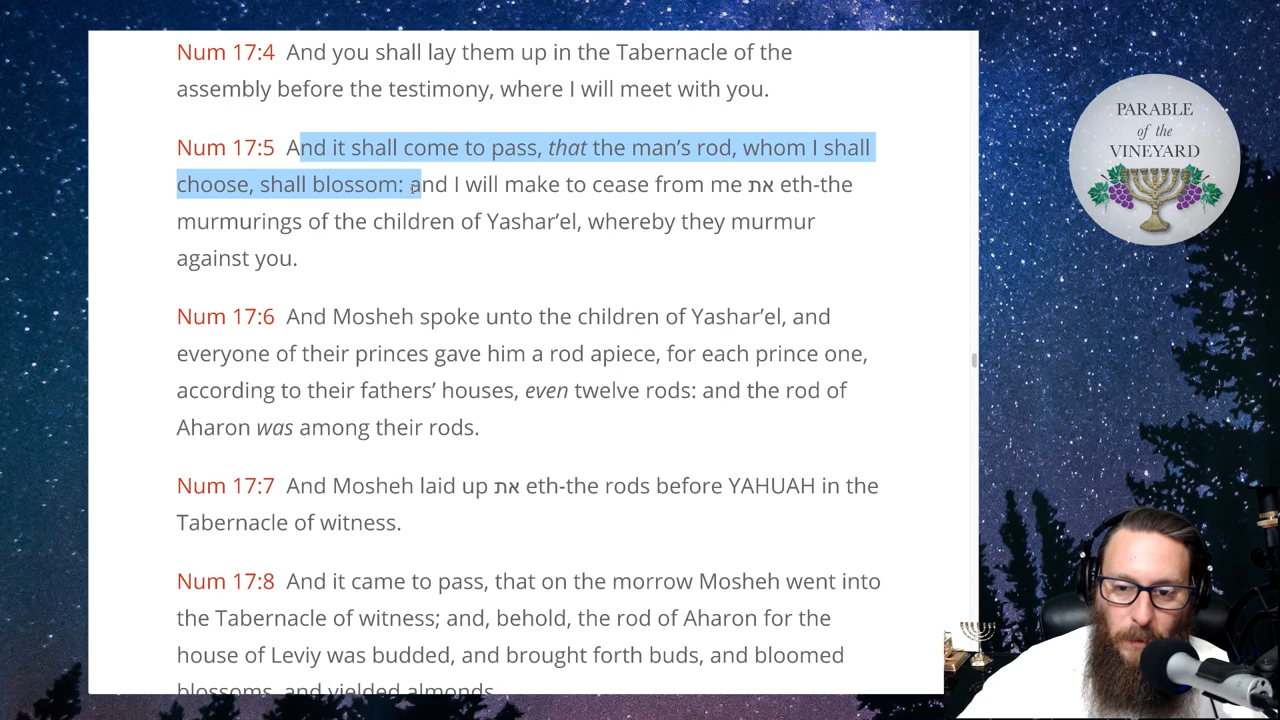 Num 17:4 And you shall lay them up in the Tabernacle of the
assembly before the testimony, where I will meet with you.
Num 17:5 And it shall come to pass, that the man’s rod, whom I shall
choose, shall blossom: and I will make to cease from me את eth-the
murmurings of the children of Yashar’el, whereby they murmur
against you.
Num 17:6 And Mosheh spoke unto the children of Yashar’el, and
everyone of their princes gave him a rod apiece, for each prince one,
according to their fathers’ houses, even twelve rods: and the rod of
Aharon was among their rods.
Num 17:7 And Mosheh laid up את eth-the rods before YAHUAH in the
Tabernacle of witness.
Num 17:8 And it came to pass, that on the morrow Mosheh went into
the Tabernacle of witness; and, behold, the rod of Aharon for the
house of Leviy was budded, and brought forth buds, and bloomed
blossoms, and yielded almonds.
PARABLE
of the
VINEYARD